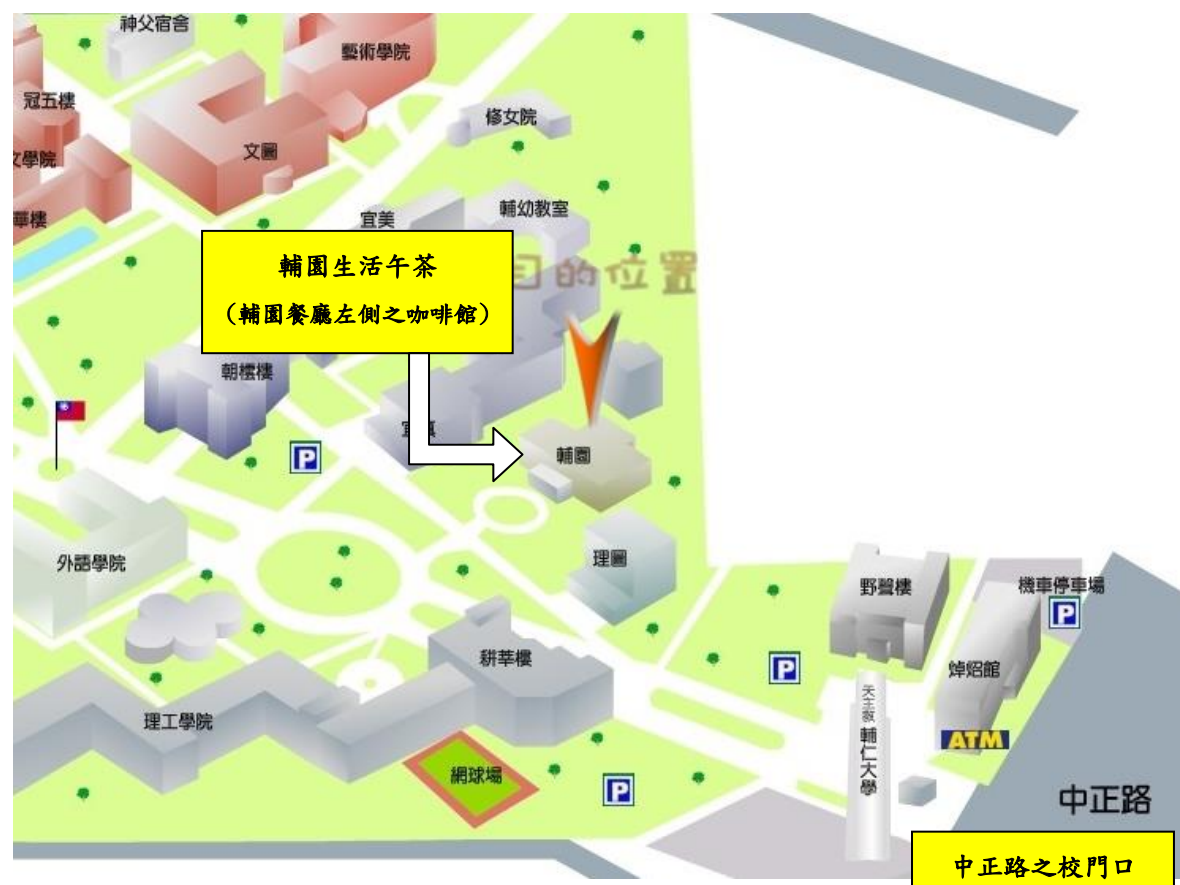 神父宿舍
藝術學院
冠五樓
修女院
文圖
文學院
華樓
宜美
輔幼教室
輔園生活午茶
(輔園餐廳左側之咖啡館)
的位置
朝橒樓
宜真
P
輔園
外語學院
理圖
野聲樓
機車停車場
P
耕莘樓
P
焯炤館
天主教輔仁大學
理工學院
ATM
網球場
P
中正路
中正路之校門口